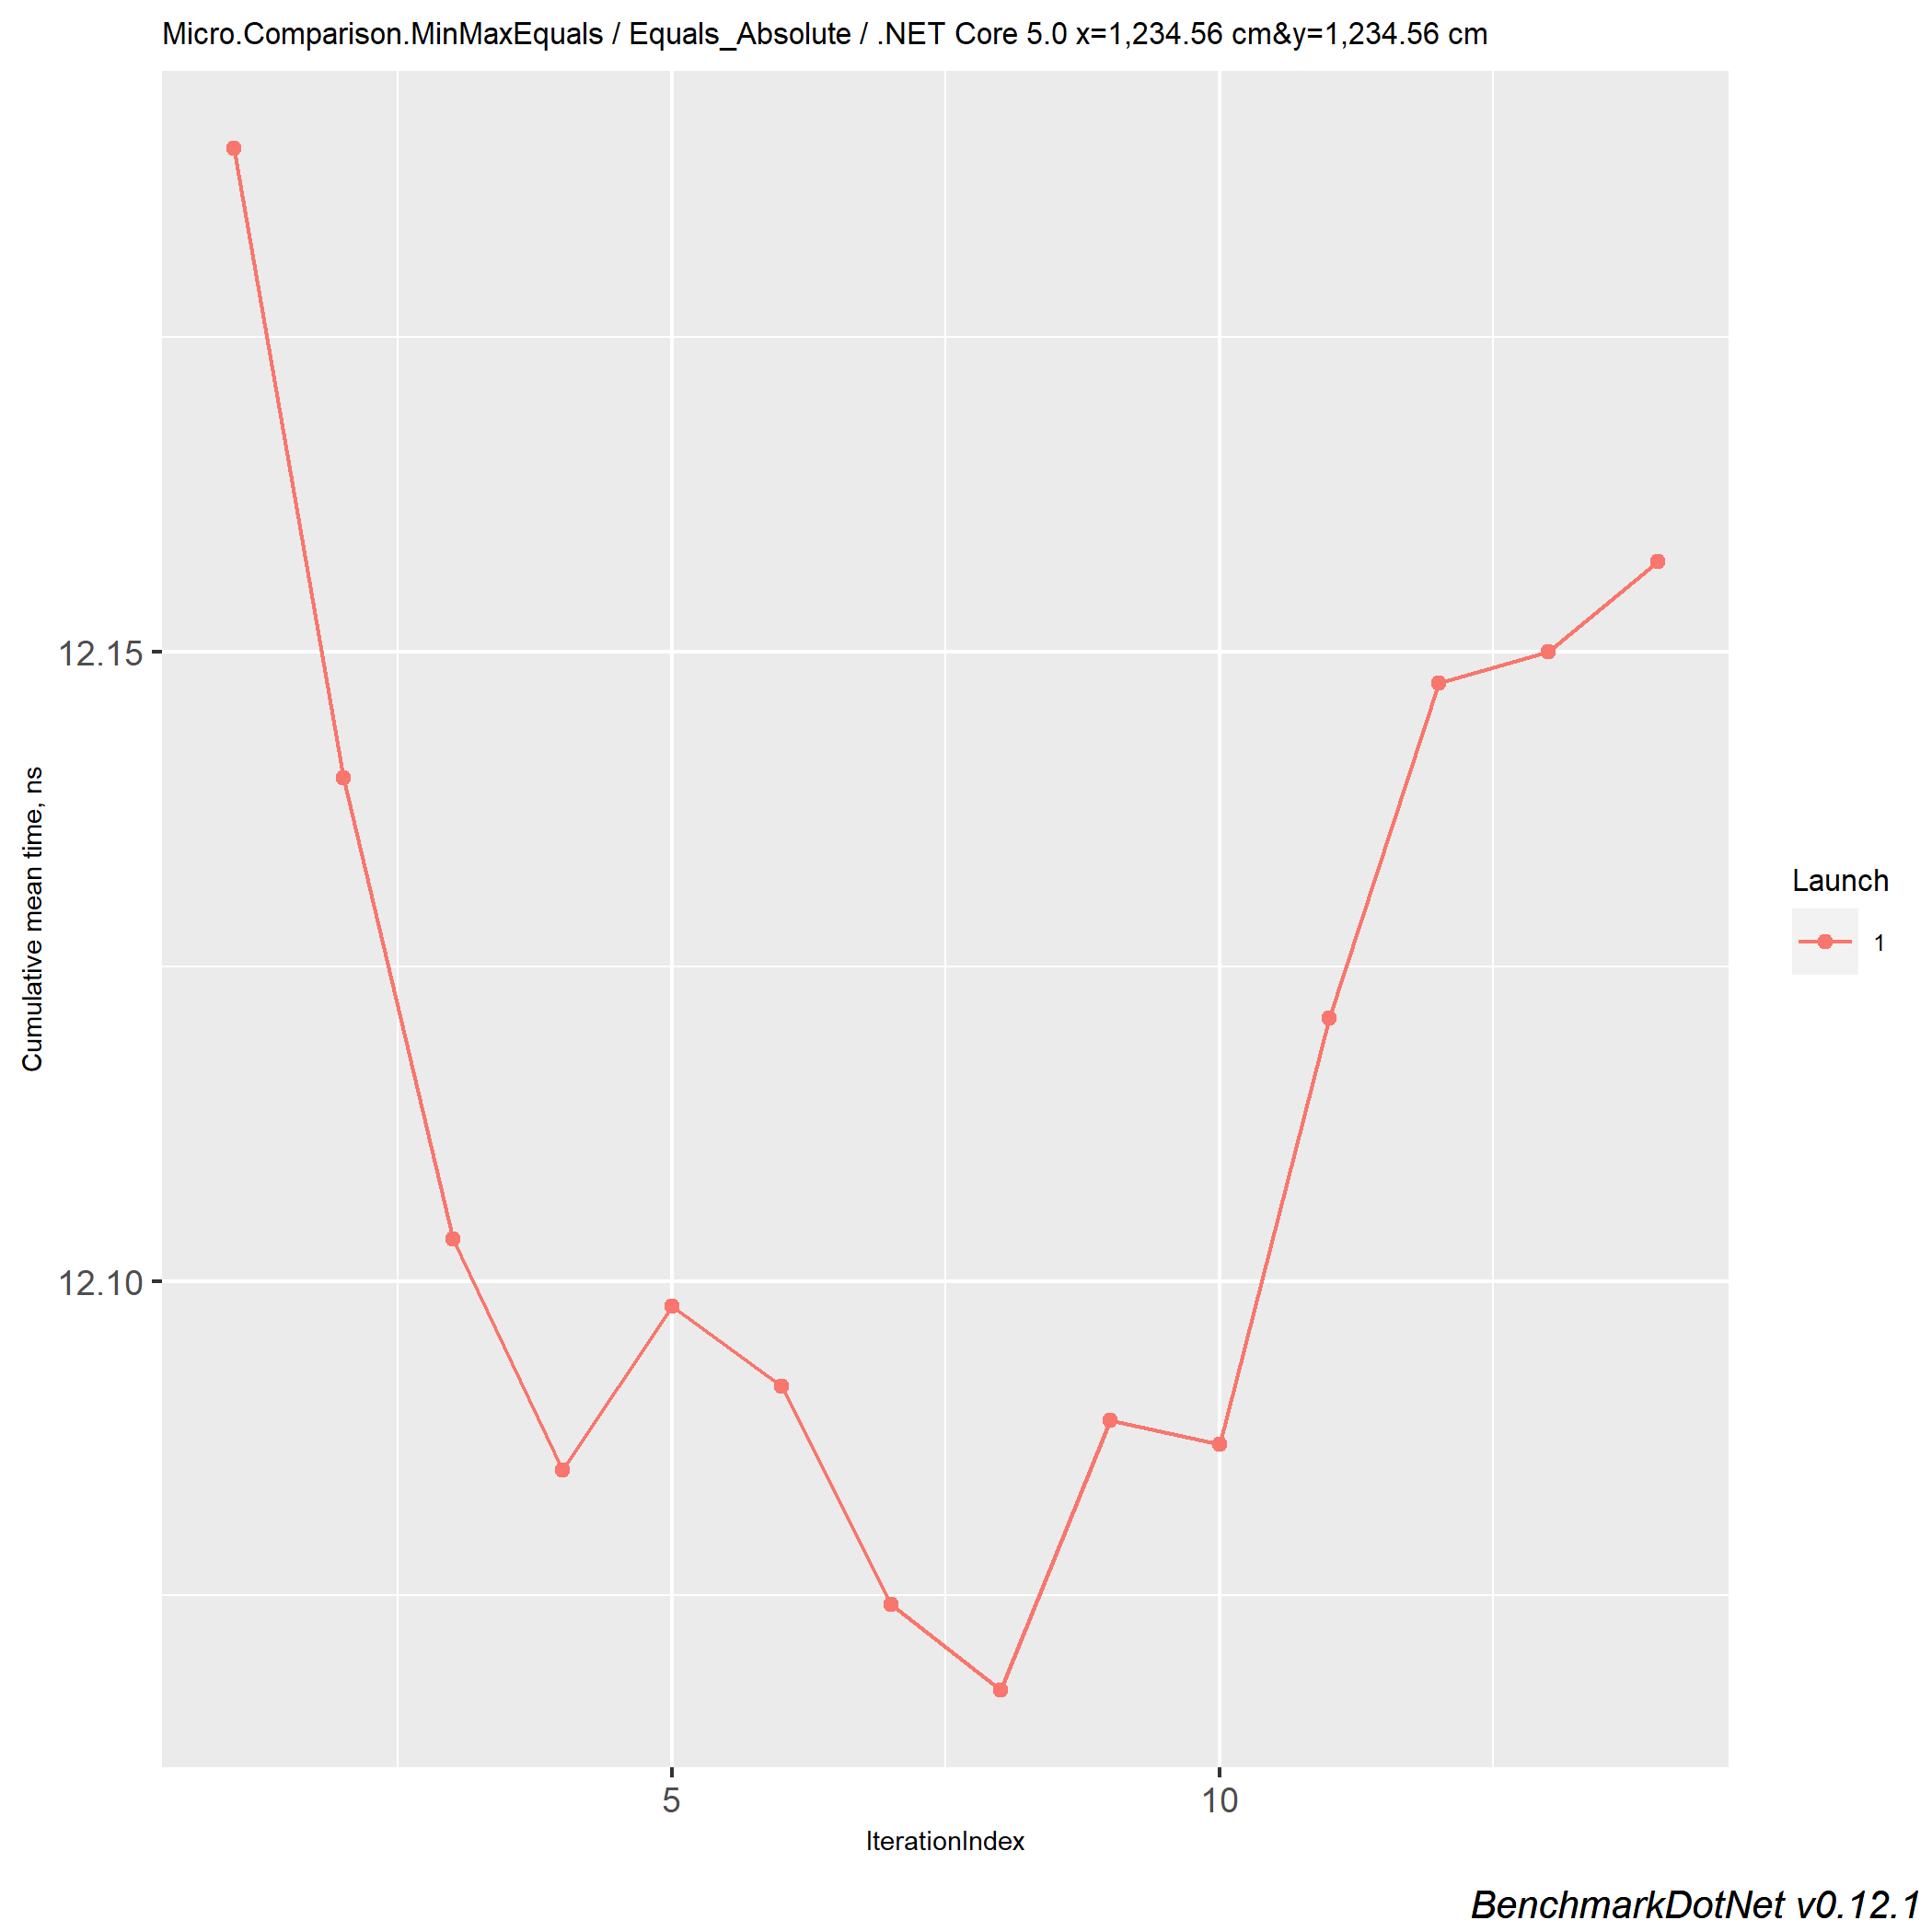 Micro.Comparison.MinMaxEquals / Equals_Absolute / .NET Core 5.0 x=1,234.56 cm&y=1,234.56 cm
12.15
12.10
Cumulative mean time, ns
5
10
IterationIndex
Launch
1
BenchmarkDotNet v0.12.1